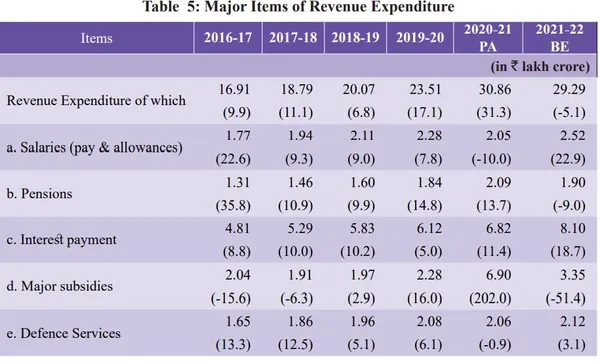 Table 5: Major Items of Revenue Expenditure
Items 2016-17 2017-18 2018-19 2019-20 2020-21 PA 2021-22 BE
(in ₹ lakh crore)
Revenue Expenditure of which 16.91 18.79 20.07 23.51 30.86 29.29
(9.9) (11.1) (6.8) (17.1) (31.3) (-5.1)
a. Salaries (pay & allowances) 1.77 1.94 2.11 2.28 2.05 2.52
(22.6) (9.3) (9.0) (7.8) (-10.0) (22.9)
b. Pensions 1.31 1.46 1.60 1.84 2.09 1.90
(35.8) (10.9) (9.9) (14.8) (13.7) (-9.0)
c. Interest payment 4.81 5.29 5.83 6.12 6.82 8.10
(8.8) (10.0) (10.2) (5.0) (11.4) (18.7)
d. Major subsidies 2.04 1.91 1.97 2.28 6.90 3.35
(-15.6) (-6.3) (2.9) (16.0) (202.0) (-51.4)
e. Defence Services 1.65 1.86 1.96 2.08 2.06 2.12
(13.3) (12.5) (5.1) (6.1) (-0.9) (3.1)